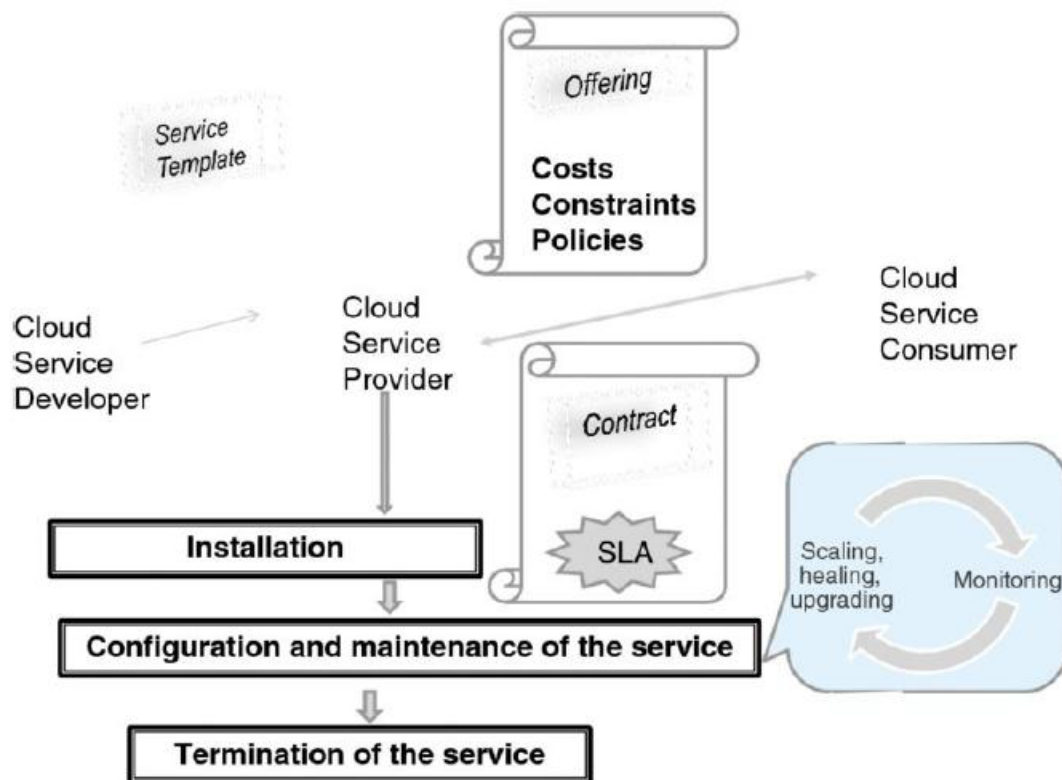 Offering
Costs
Constraints
Policies
Service
Template
Cloud
Service
Developer
Cloud
Service
Provider
Cloud
Service
Consumer
Contract
SLA
Installation
Configuration and maintenance of the service
Termination of the service
Scaling,
healing,
upgrading
Monitoring